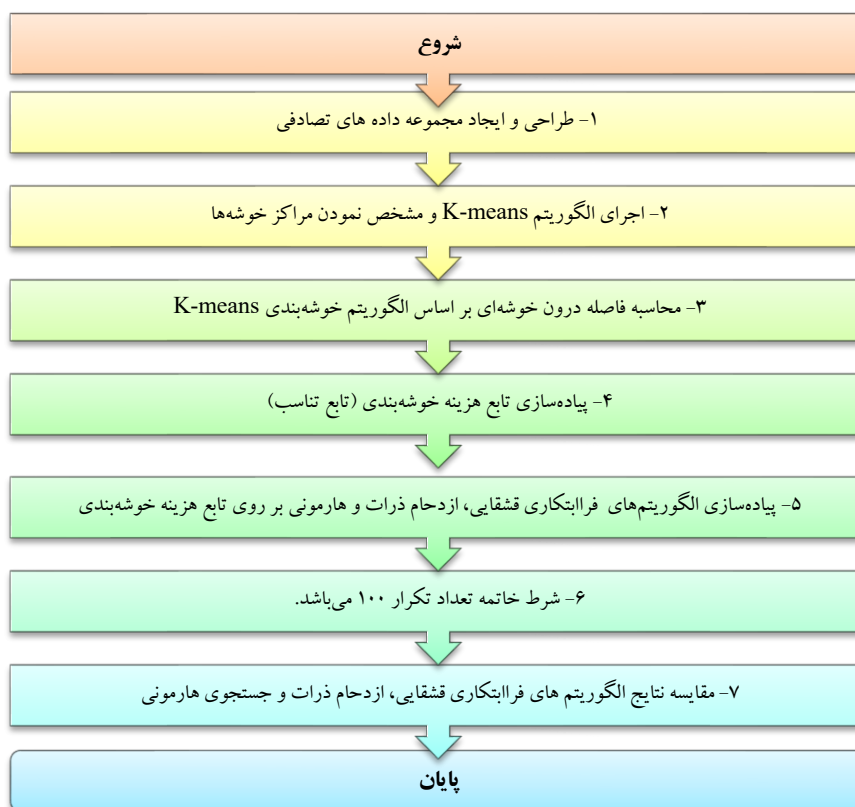 شروع
۱- طراحی و ایجاد مجموعه داده های تصادفی
۲- اجرای الگوریتم K-means و مشخص نمودن مراکز خوشه‌ها
۳- محاسبه فاصله درون خوشه‌ای بر اساس الگوریتم خوشه‌بندی K-means
۴- پیاده‌سازی تابع هزینه خوشه‌بندی (تابع تناسب)
۵- پیاده‌سازی الگوریتم‌های فراابتکاری قشقایی، ازدحام ذرات و هارمونی بر روی تابع هزینه خوشه‌بندی
۶- شرط خاتمه تعداد تکرار ۱۰۰ می‌باشد.
۷- مقایسه نتایج الگوریتم های فراابتکاری قشقایی، ازدحام ذرات و جستجوی هارمونی
پایان